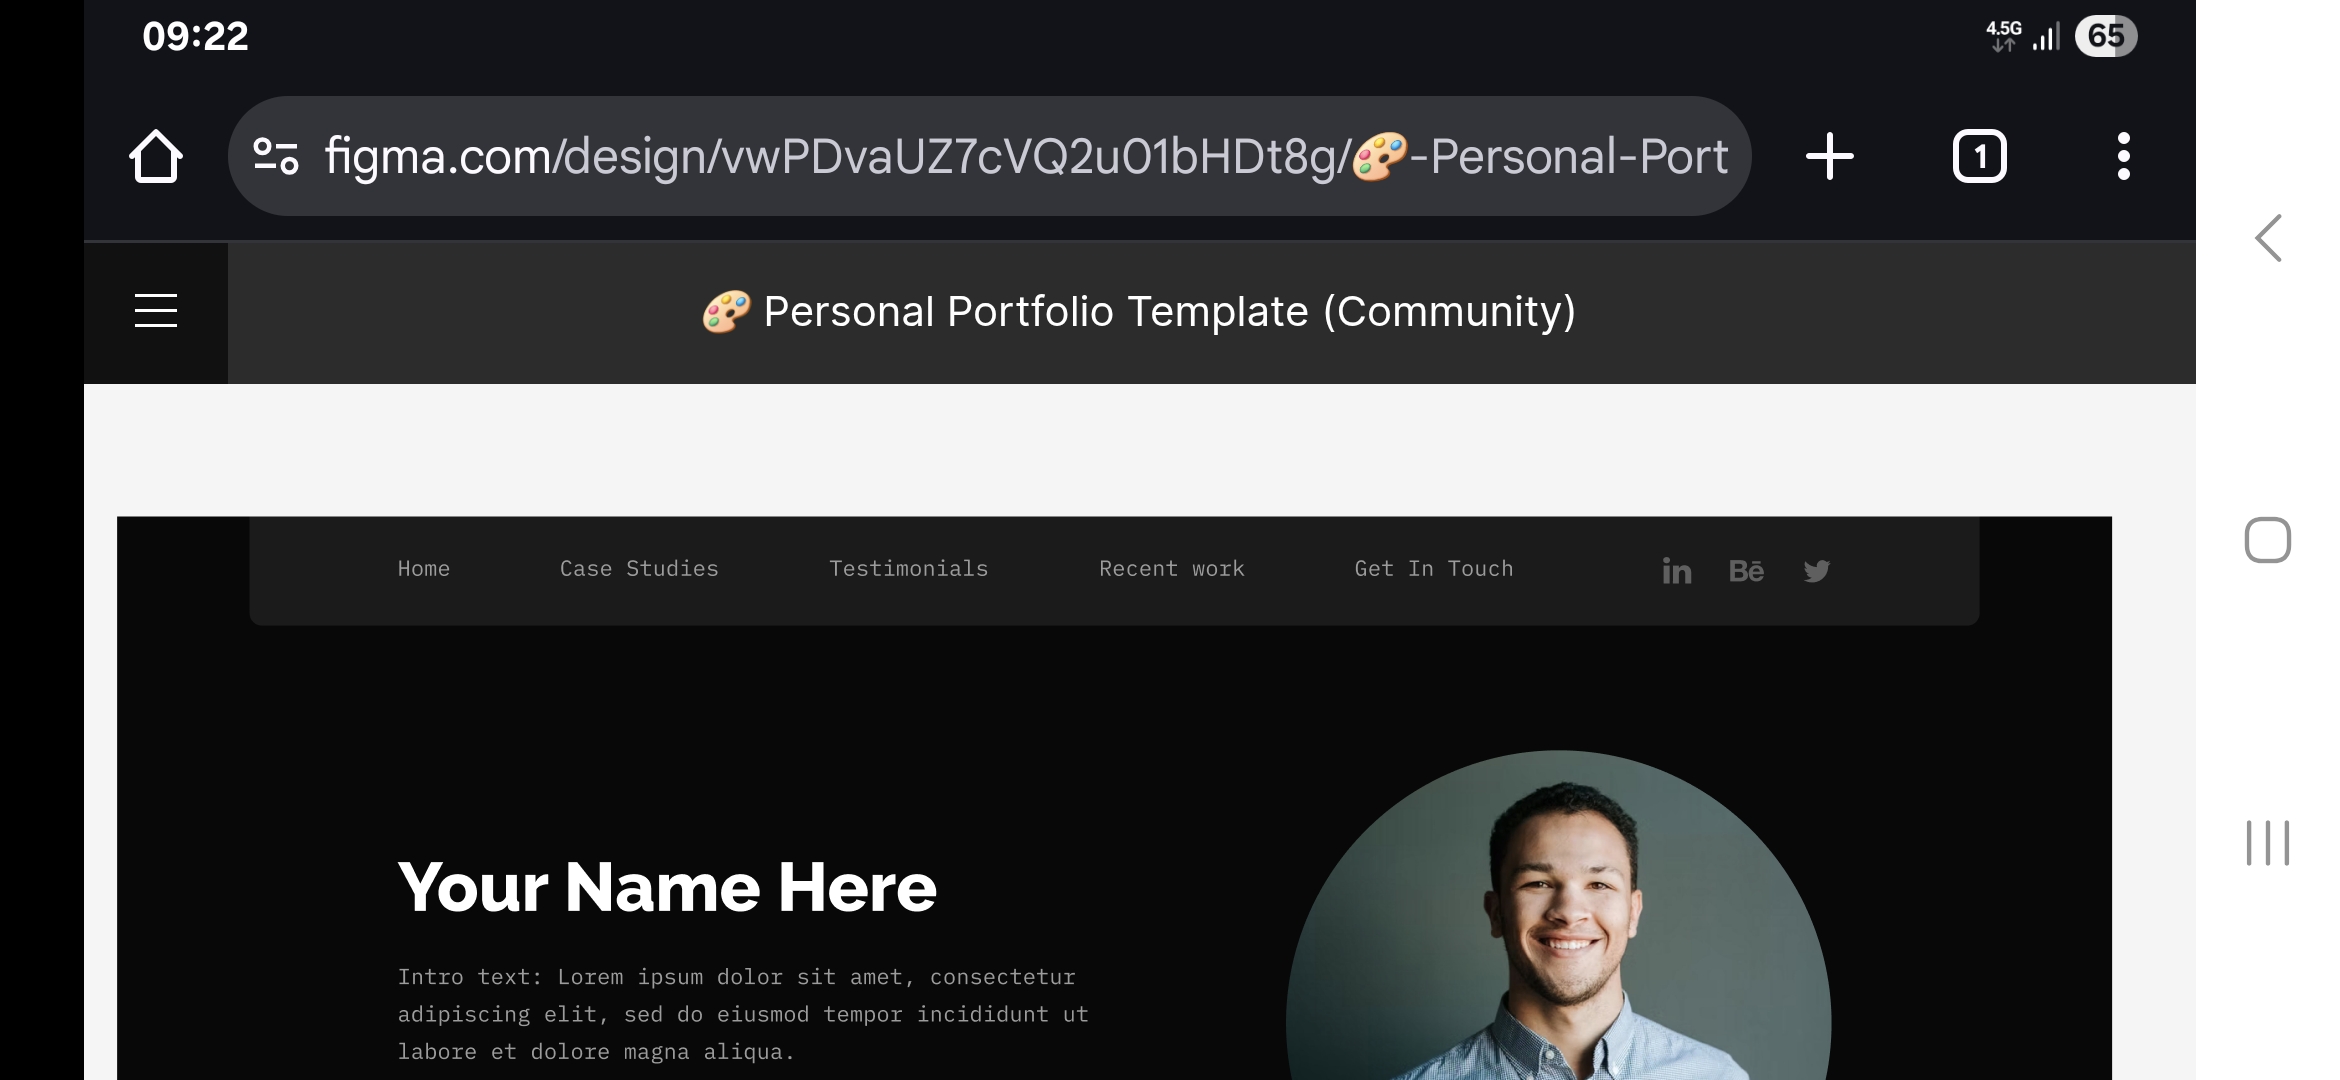 09:22
4.5G
65
figma.com/design/vwPDvaUZ7cVQ2u01bHDt8g/🎨-Personal-Port
1
🎨 Personal Portfolio Template (Community)
Home Case Studies Testimonials Recent work Get In Touch in Bē
Your Name Here
Intro text: Lorem ipsum dolor sit amet, consectetur
adipiscing elit, sed do eiusmod tempor incididunt ut
labore et dolore magna aliqua.